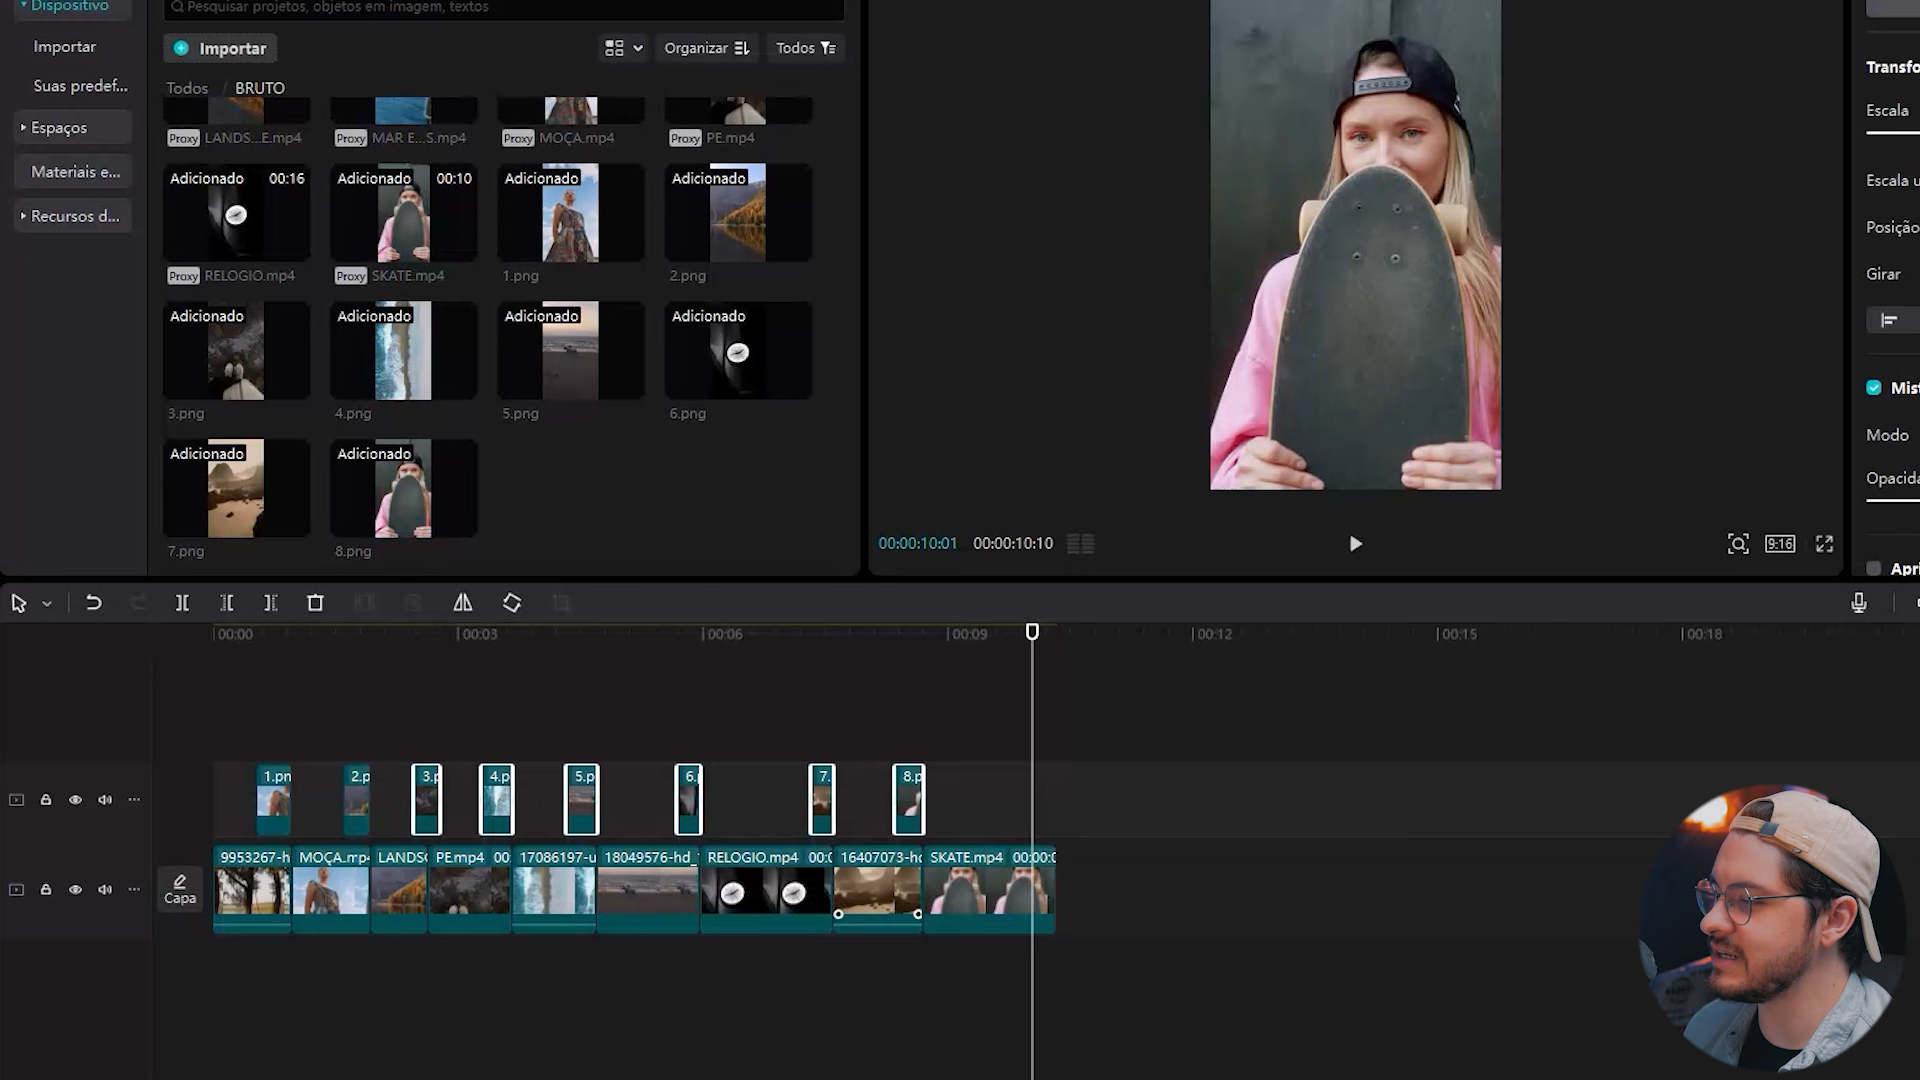 Dispositivo
Importar
Suas predef...
Espaços
Materiais e...
Recursos d...
Pesquisar projetos, objetos em imagem, textos
Importar
Organizar
Todos
Todos / BRUTO
Proxy LANDS...E.mp4
Proxy MAR E...S.mp4
Proxy MOÇA.mp4
Proxy PE.mp4
Adicionado 00:16
Adicionado 00:10
Adicionado
Adicionado
Proxy RELOGIO.mp4
Proxy SKATE.mp4
1.png
2.png
Adicionado
Adicionado
Adicionado
Adicionado
3.png
4.png
5.png
6.png
Adicionado
Adicionado
7.png
8.png
00:00:10:01 00:00:10:10
9:16
Transfo
Escala
Escala u
Posição
Girar
Mist
Modo
Opacida
Apri
00:00
00:03
00:06
00:09
00:12
00:15
00:18
1.pn
2.p
3.p
4.p
5.p
6.
7.
8.p
Capa
9953267-h
MOÇA.mp4
LANDSC
PE.mp4 00:
17086197-u
18049576-hd_
RELOGIO.mp4 00:0
16407073-hd
SKATE.mp4 00:00:0